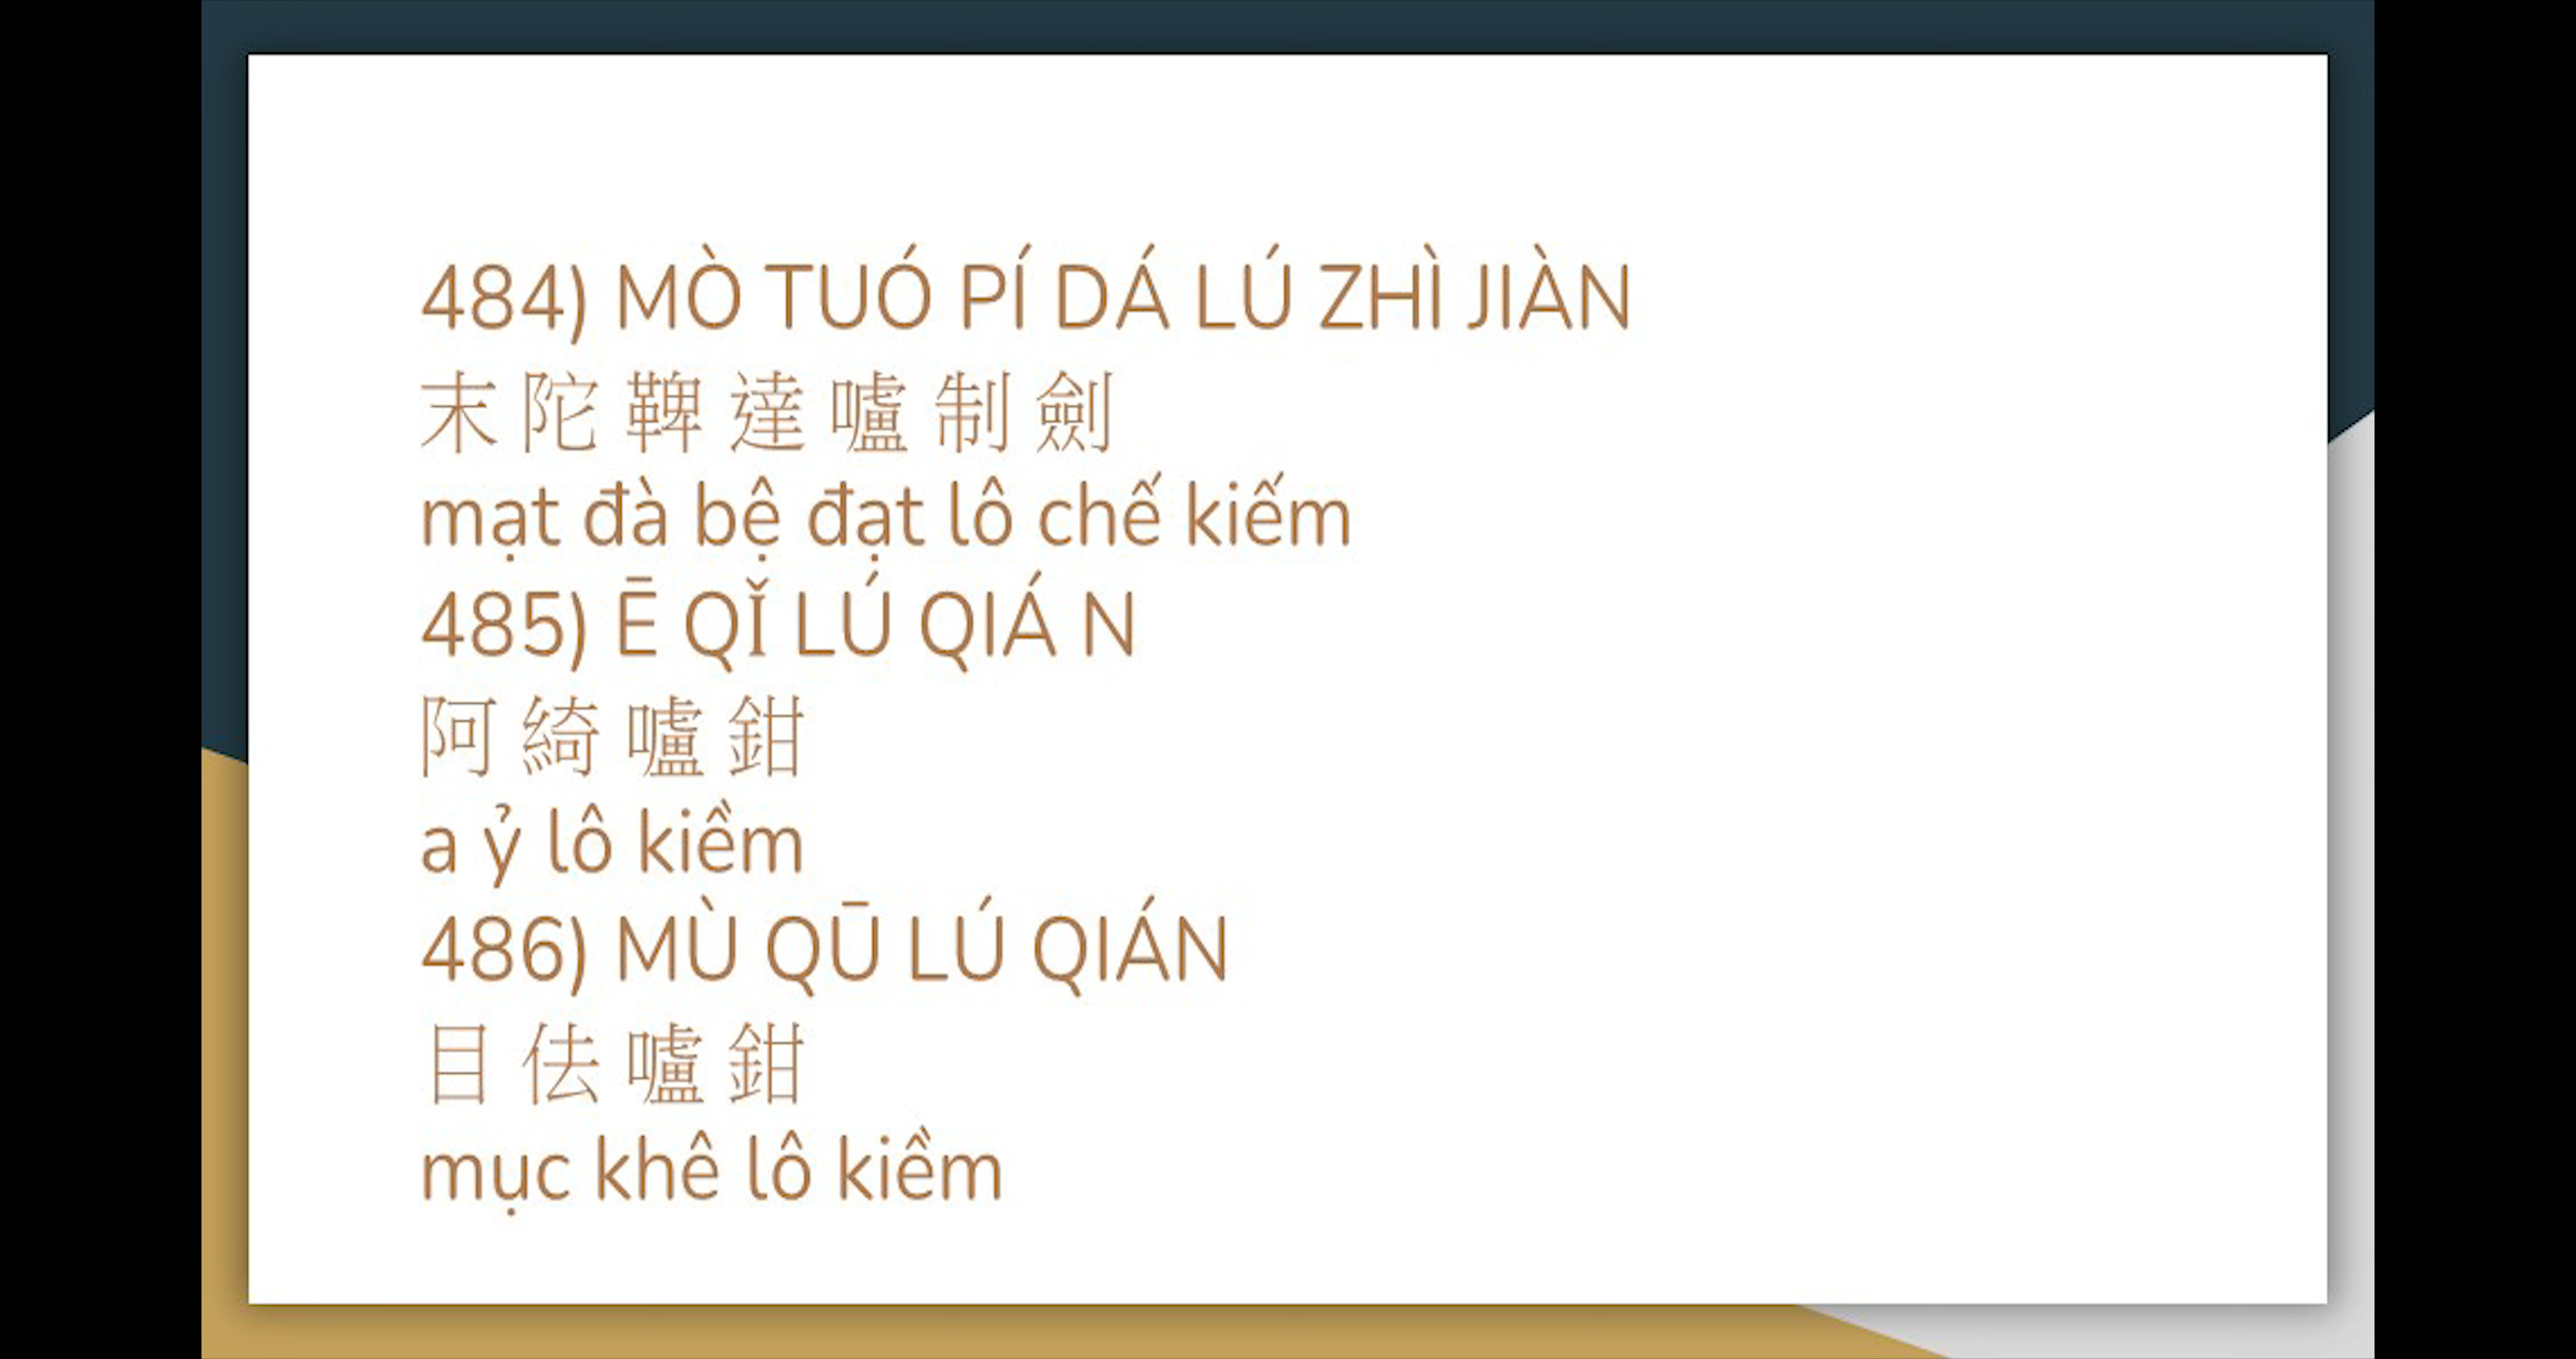 484) MÒ TUÓ PÍ DÁ LÚ ZHÌ JIÀN
末 陀 鞞 達 嚧 制 劍
mạt đà bệ đạt lô chế kiếm
485) Ē QǏ LÚ QIÁ N
阿 綺 嚧 鉗
a ỷ lô kiềm
486) MÙ QŪ LÚ QIÁN
目 佉 嚧 鉗
mục khê lô kiềm